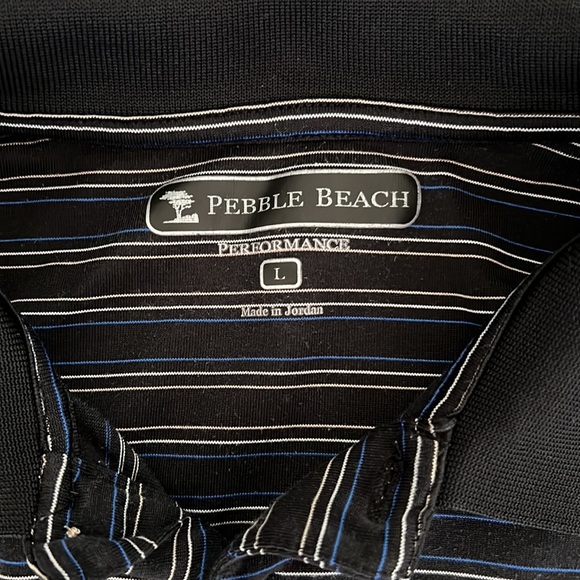 PEBBLE BEACH
PERFORMANCE
L
Made in Jordan